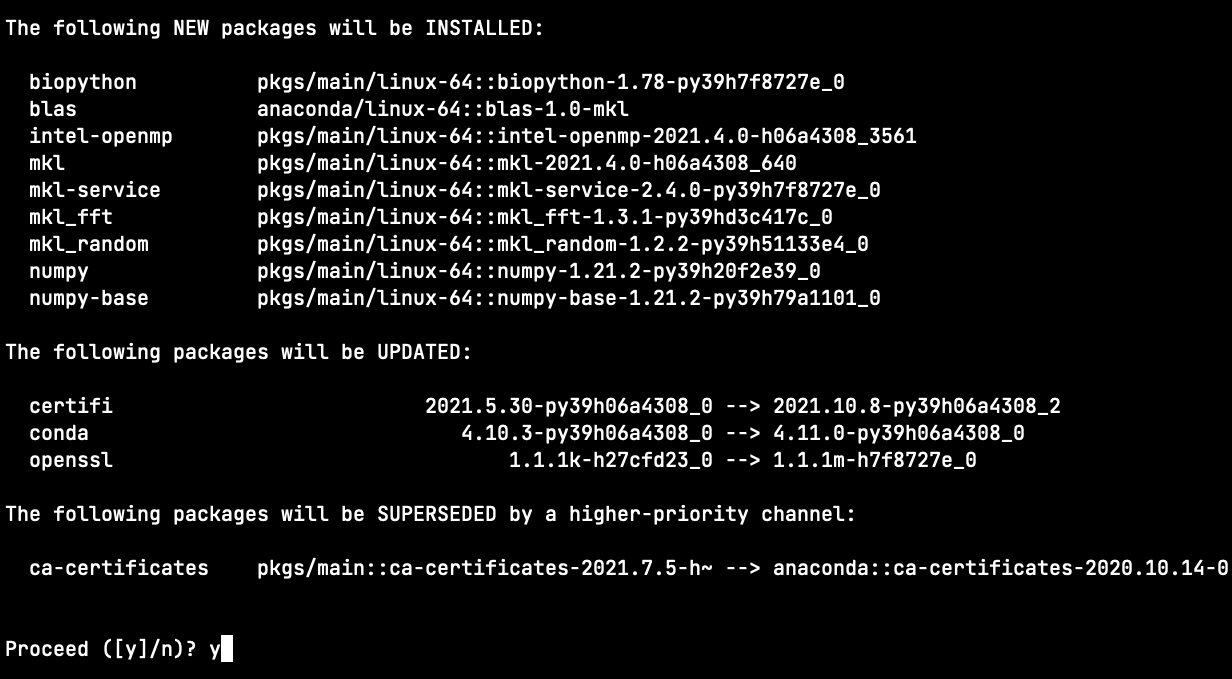 The following NEW packages will be INSTALLED:
biopython pkgs/main/linux-64::biopython-1.78-py39h7f8727e_0
blas anaconda/linux-64::blas-1.0-mkl
intel-openmp pkgs/main/linux-64::intel-openmp-2021.4.0-h06a4308_3561
mkl pkgs/main/linux-64::mkl-2021.4.0-h06a4308_640
mkl-service pkgs/main/linux-64::mkl-service-2.4.0-py39h7f8727e_0
mkl_fft pkgs/main/linux-64::mkl_fft-1.3.1-py39hd3c417c_0
mkl_random pkgs/main/linux-64::mkl_random-1.2.2-py39h51133e4_0
numpy pkgs/main/linux-64::numpy-1.21.2-py39h20f2e39_0
numpy-base pkgs/main/linux-64::numpy-base-1.21.2-py39h79a1101_0
The following packages will be UPDATED:
certifi 2021.5.30-py39h06a4308_0 --> 2021.10.8-py39h06a4308_2
conda 4.10.3-py39h06a4308_0 --> 4.11.0-py39h06a4308_0
openssl 1.1.1k-h27cfd23_0 --> 1.1.1m-h7f8727e_0
The following packages will be SUPERSEDED by a higher-priority channel:
ca-certificates pkgs/main::ca-certificates-2021.7.5-h~ --> anaconda::ca-certificates-2020.10.14-0
Proceed ([y]/n)? y